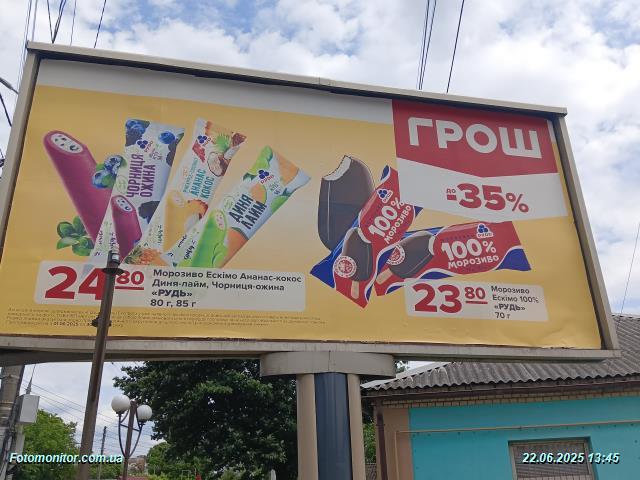 ГРОШ
до
-35%
ЧОРНИЦЯ
ОЖИНА
АНАНАС
КОКОС
ДИНЯ
ЛАЙМ
100%
МОРОЗИВО
100%
МОРОЗИВО
24 80
Морозиво Ескімо Ананас-кокос
Диня-лайм, Чорниця-ожина
«РУДЬ»
80 г, 85 г
23 80
Морозиво
Ескімо 100%
«РУДЬ»
70 г
Fotomonitor.com.ua
22.06.2025 13:45